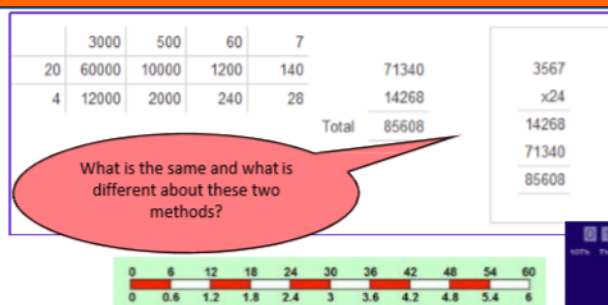 3000 500 60 7
20 60000 10000 1200 140
4 12000 2000 240 28
71340
14268
Total 85608
3567
x24
14268
71340
85608
What is the same and what is
different about these two
methods?
0 6 12 18 24 30 36 42 48 54 60
0 0.6 1.2 1.8 2.4 3 3.6 4.2 4.8 5.4 6